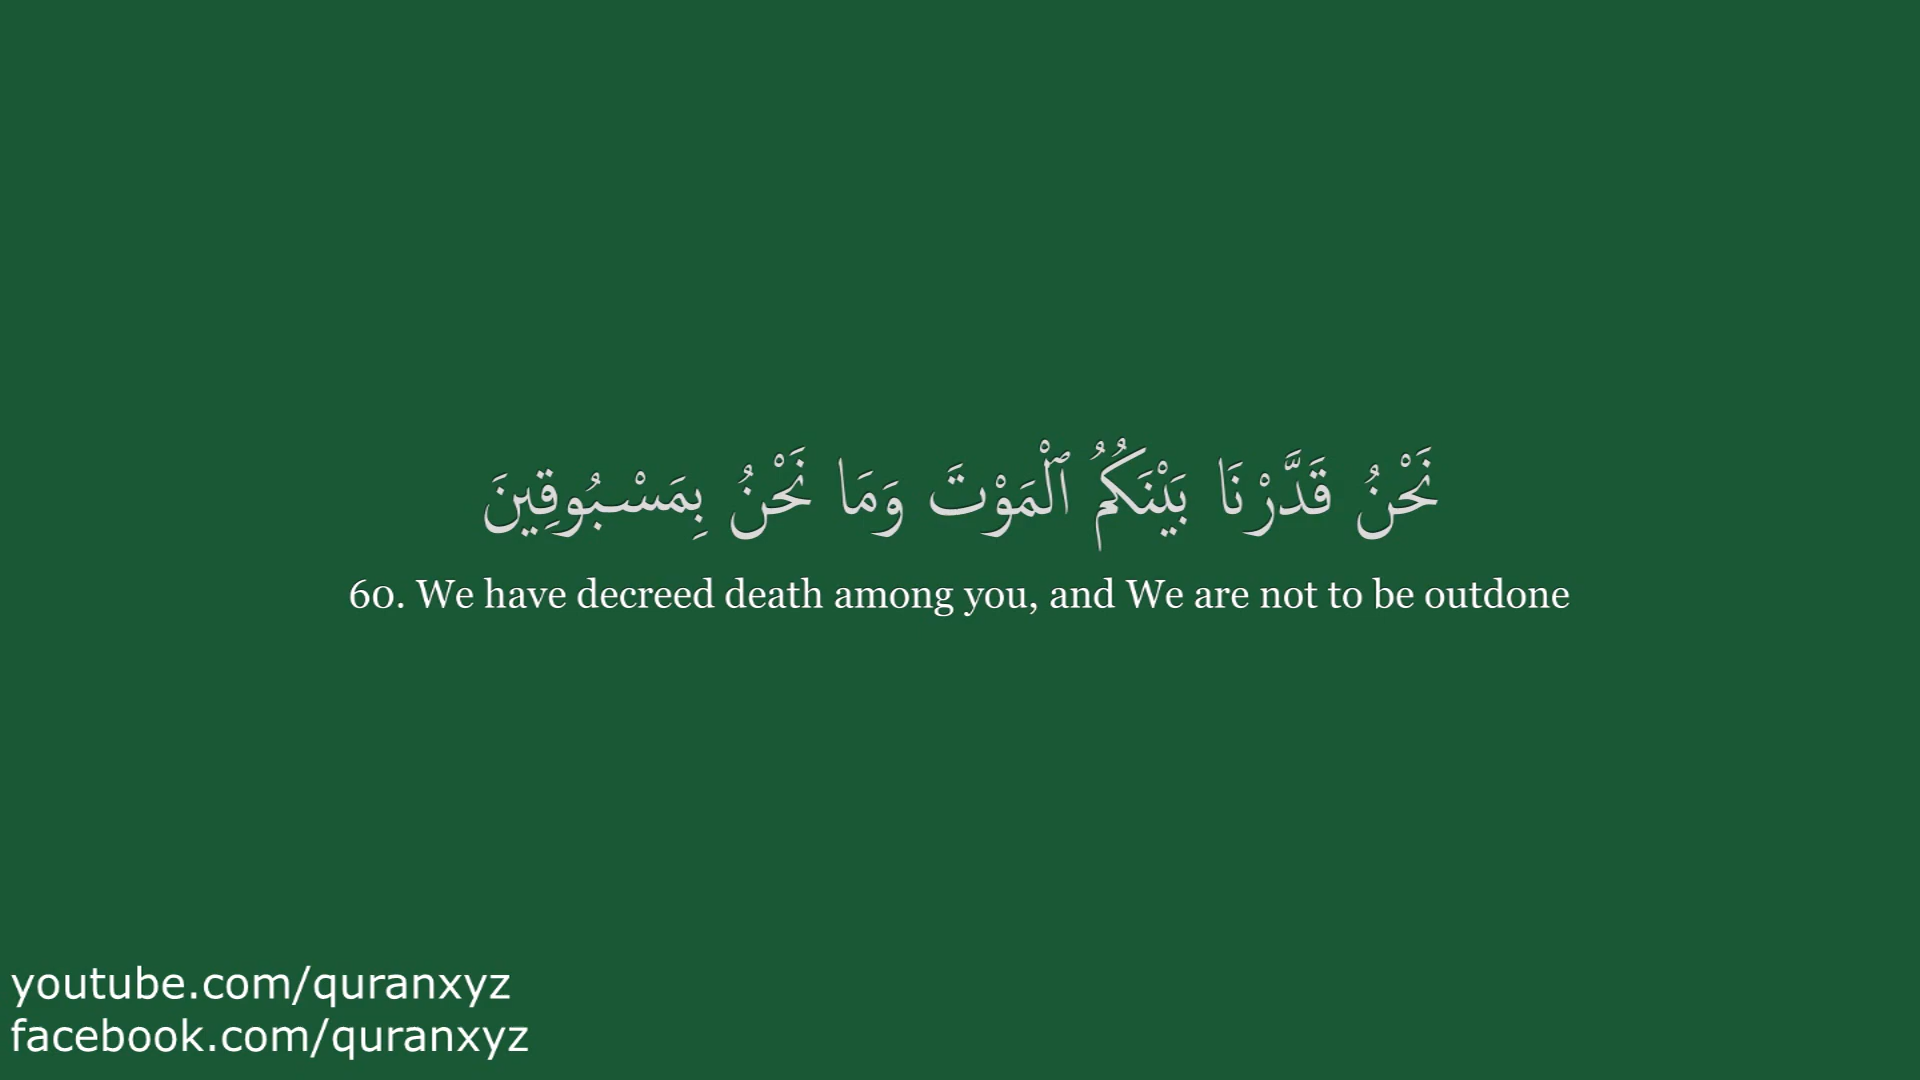 نَحْنُ قَدَّرْنَا بَيْنَكُمُ ٱلْمَوْتَ وَمَا نَحْنُ بِمَسْبُوقِينَ
60. We have decreed death among you, and We are not to be outdone
youtube.com/quranxyz
facebook.com/quranxyz